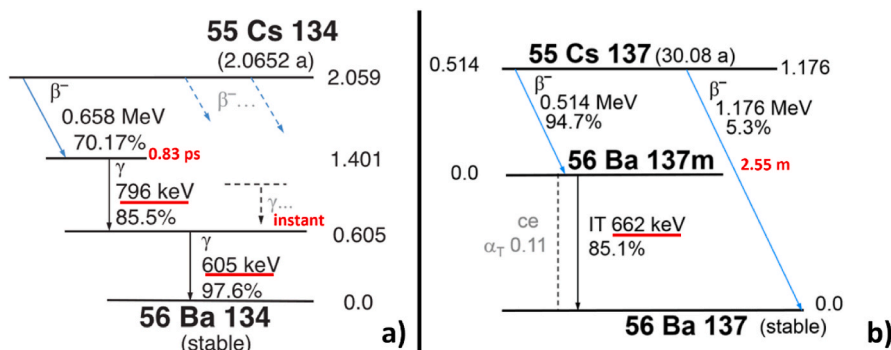 55 Cs 134
(2.0652 a)
2.059
β⁻
β⁻...
0.658 MeV
70.17%
0.83 ps
1.401
γ
796 keV
85.5%
γ...
instant
0.605
γ
605 keV
97.6%
0.0
56 Ba 134
(stable)
a)
55 Cs 137 (30.08 a)
0.514
1.176
β⁻
0.514 MeV
94.7%
β⁻
1.176 MeV
5.3%
2.55 m
56 Ba 137m
0.0
ce
αT 0.11
IT 662 keV
85.1%
0.0
56 Ba 137 (stable)
b)